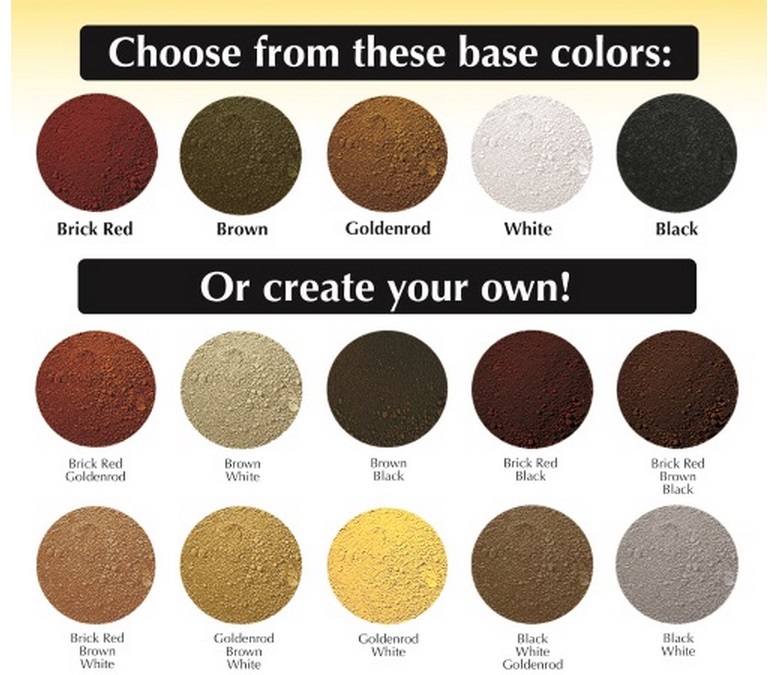 Choose from these base colors:
Brick Red
Brown
Goldenrod
White
Black
Or create your own!
Brick Red
Goldenrod
Brown
White
Brown
Black
Brick Red
Black
Brick Red
Brown
Black
Brick Red
Brown
White
Goldenrod
Brown
White
Goldenrod
White
Black
White
Goldenrod
Black
White